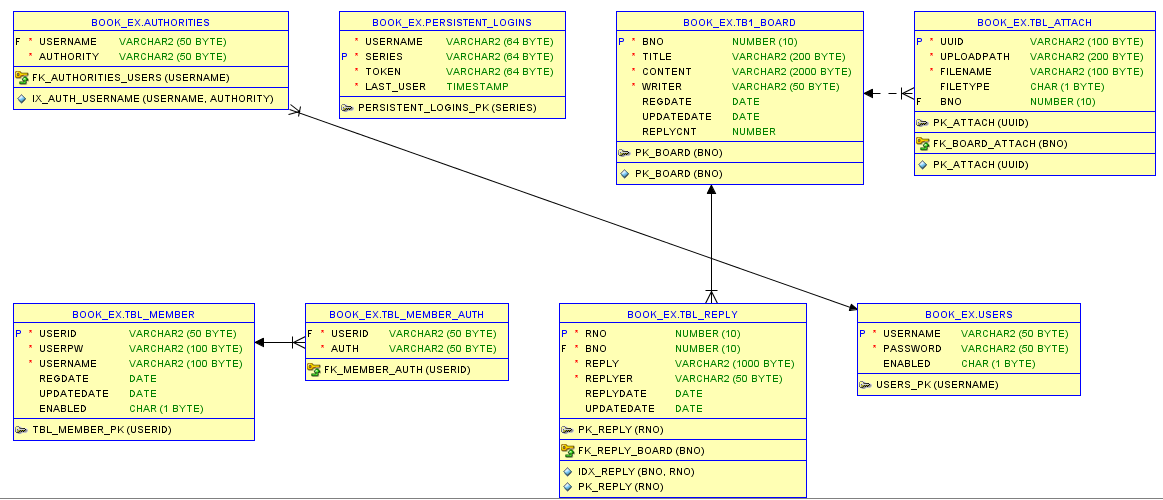 BOOK_EX.AUTHORITIES
F * USERNAME VARCHAR2 (50 BYTE)
* AUTHORITY VARCHAR2 (50 BYTE)
FK_AUTHORITIES_USERS (USERNAME)
IX_AUTH_USERNAME (USERNAME, AUTHORITY)
BOOK_EX.PERSISTENT_LOGINS
* USERNAME VARCHAR2 (64 BYTE)
P * SERIES VARCHAR2 (64 BYTE)
* TOKEN VARCHAR2 (64 BYTE)
* LAST_USER TIMESTAMP
PERSISTENT_LOGINS_PK (SERIES)
BOOK_EX.TB1_BOARD
P * BNO NUMBER (10)
* TITLE VARCHAR2 (200 BYTE)
* CONTENT VARCHAR2 (2000 BYTE)
* WRITER VARCHAR2 (50 BYTE)
REGDATE DATE
UPDATEDATE DATE
REPLYCNT NUMBER
PK_BOARD (BNO)
PK_BOARD (BNO)
BOOK_EX.TBL_ATTACH
P * UUID VARCHAR2 (100 BYTE)
* UPLOADPATH VARCHAR2 (200 BYTE)
* FILENAME VARCHAR2 (100 BYTE)
FILETYPE CHAR (1 BYTE)
F BNO NUMBER (10)
PK_ATTACH (UUID)
FK_BOARD_ATTACH (BNO)
PK_ATTACH (UUID)
BOOK_EX.TBL_MEMBER
P * USERID VARCHAR2 (50 BYTE)
* USERPW VARCHAR2 (100 BYTE)
* USERNAME VARCHAR2 (100 BYTE)
REGDATE DATE
UPDATEDATE DATE
ENABLED CHAR (1 BYTE)
TBL_MEMBER_PK (USERID)
BOOK_EX.TBL_MEMBER_AUTH
F * USERID VARCHAR2 (50 BYTE)
* AUTH VARCHAR2 (50 BYTE)
FK_MEMBER_AUTH (USERID)
BOOK_EX.TBL_REPLY
P * RNO NUMBER (10)
F * BNO NUMBER (10)
* REPLY VARCHAR2 (1000 BYTE)
* REPLYER VARCHAR2 (50 BYTE)
REPLYDATE DATE
UPDATEDATE DATE
PK_REPLY (RNO)
FK_REPLY_BOARD (BNO)
IDX_REPLY (BNO, RNO)
PK_REPLY (RNO)
BOOK_EX.USERS
P * USERNAME VARCHAR2 (50 BYTE)
* PASSWORD VARCHAR2 (50 BYTE)
ENABLED CHAR (1 BYTE)
USERS_PK (USERNAME)